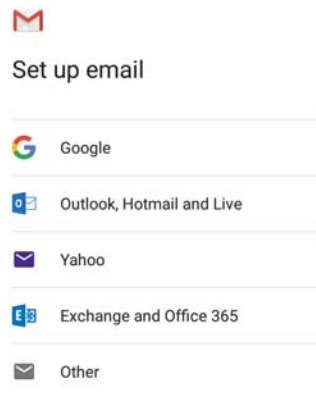 Set up email
Google
Outlook, Hotmail and Live
Yahoo
Exchange and Office 365
Other